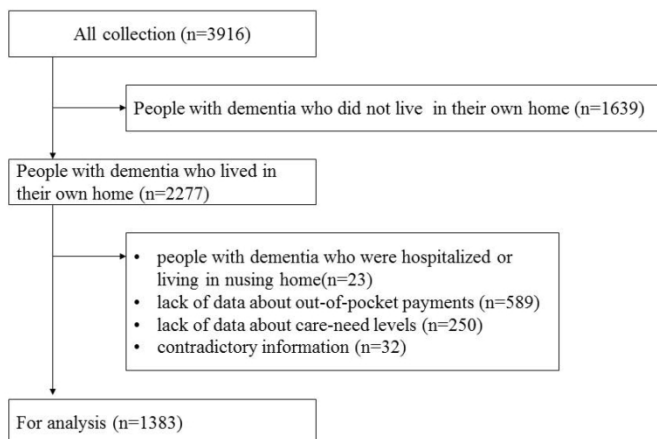 All collection (n=3916)
People with dementia who did not live in their own home (n=1639)
People with dementia who lived in
their own home (n=2277)
• people with dementia who were hospitalized or
living in nusing home(n=23)
• lack of data about out-of-pocket payments (n=589)
• lack of data about care-need levels (n=250)
• contradictory information (n=32)
For analysis (n=1383)